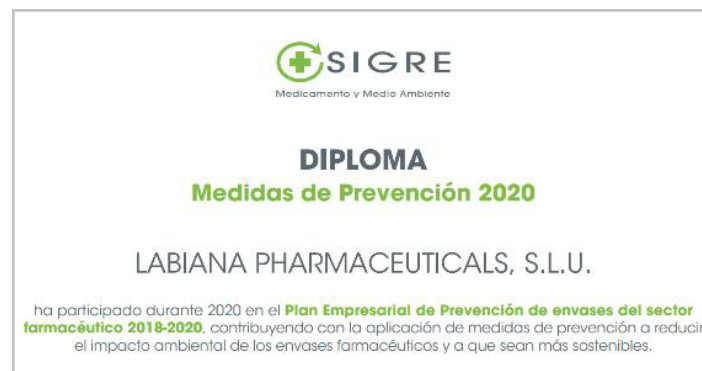 SIGRE
Medicamento y Medio Ambiente
DIPLOMA
Medidas de Prevención 2020
LABIANA PHARMACEUTICALS, S.L.U.
ha participado durante 2020 en el Plan Empresarial de Prevención de envases del sector
farmacéutico 2018-2020, contribuyendo con la aplicación de medidas de prevención a reducir
el impacto ambiental de los envases farmacéuticos y a que sean más sostenibles.